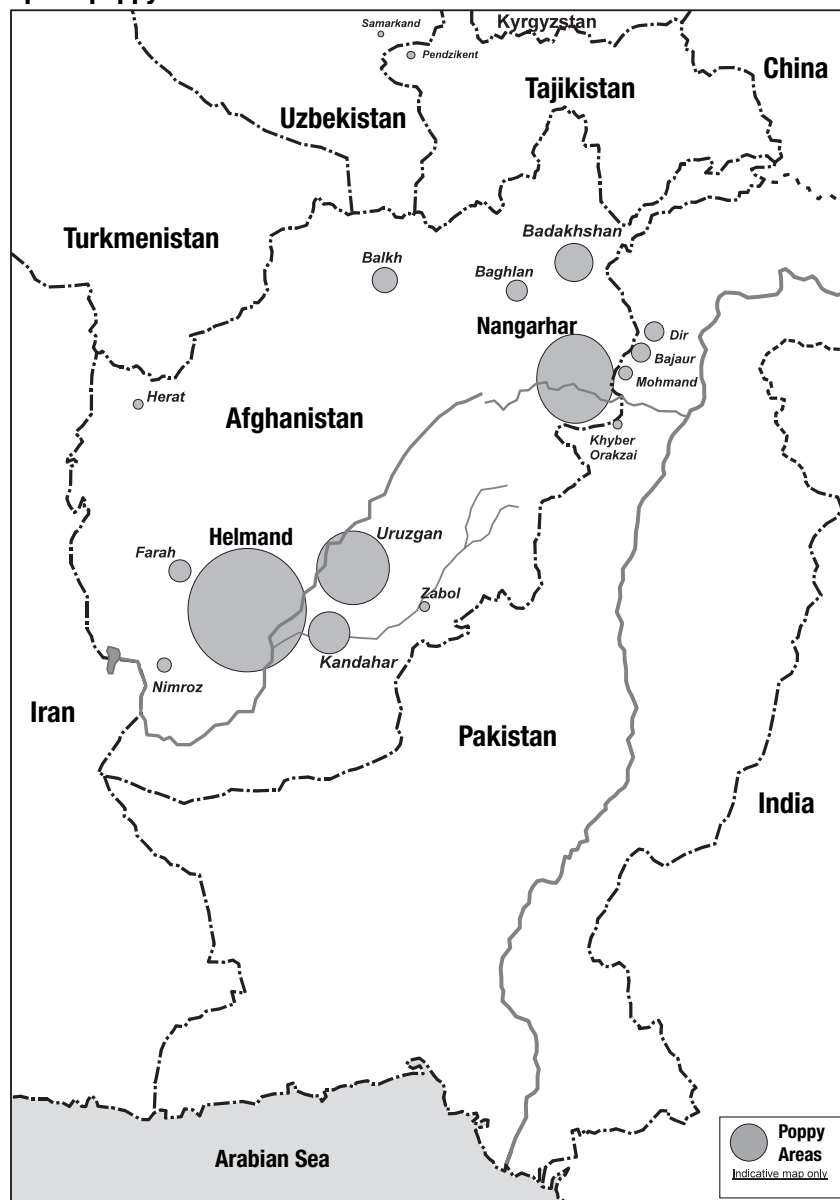 Samarkand
Kyrgyzstan
Pendzikent
China
Tajikistan
Uzbekistan
Turkmenistan
Badakhshan
Balkh
Baghlan
Nangarhar
Dir
Bajaur
Mohmand
Herat
Afghanistan
Khyber
Orakzai
Helmand
Uruzgan
Farah
Zabol
Kandahar
Nimroz
Iran
Pakistan
India
Arabian Sea
Poppy
Areas
Indicative map only